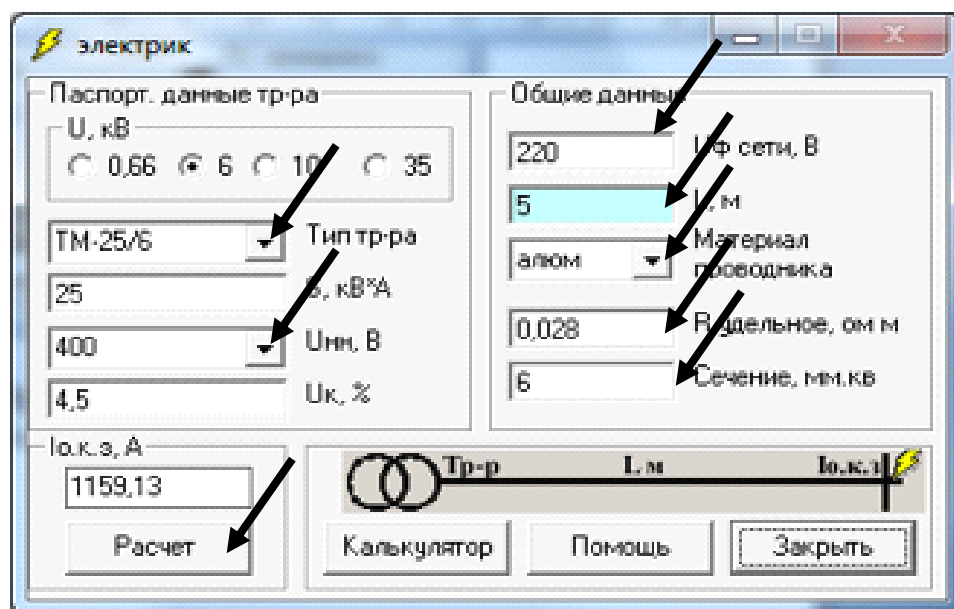 электрик
Паспорт. данные тр-ра
U, кВ
0,66 6 10 35
ТМ-25/6 Тип тр-ра
25 S, кВ*А
400 Uнн, В
4,5 Uк, %
Общие данные
220 Uф сети, В
5 L, м
алюм Материал
проводника
0,028 R удельное, ом м
6 Сечение, мм.кв
Iо.к.з, А
1159,13
Расчет
Тр-р L, м Iо.к.з
Калькулятор Помощь Закрыть